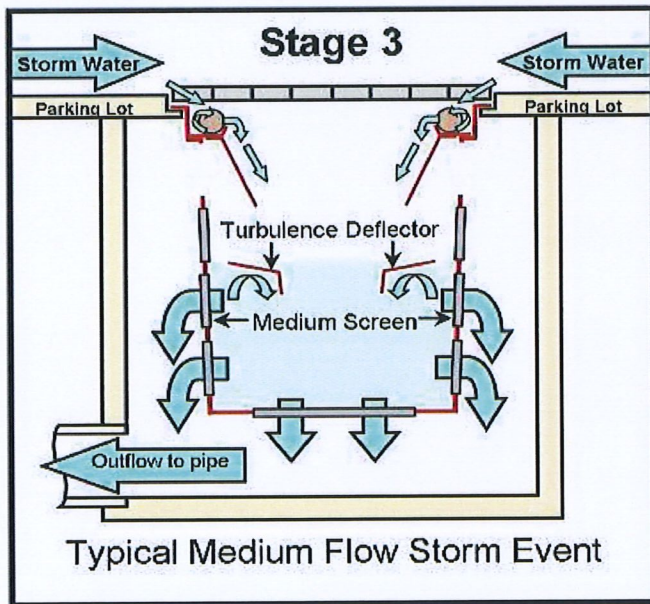 Stage 3
Storm Water
Storm Water
Parking Lot
Parking Lot
Turbulence Deflector
Medium Screen
Outflow to pipe
Typical Medium Flow Storm Event